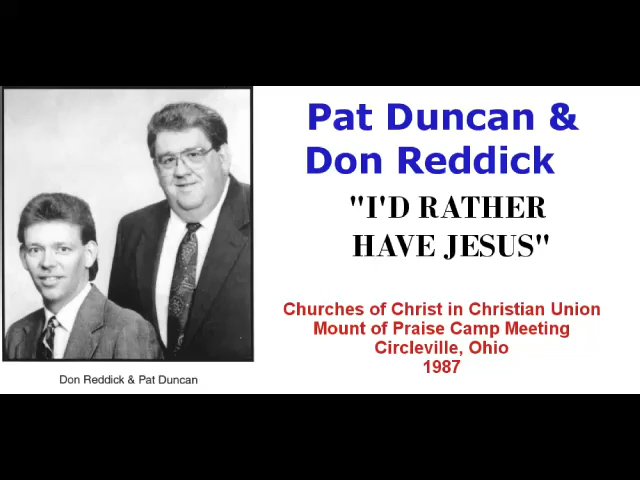 Pat Duncan &
Don Reddick
"I'D RATHER
HAVE JESUS"
Churches of Christ in Christian Union
Mount of Praise Camp Meeting
Circleville, Ohio
1987
Don Reddick & Pat Duncan